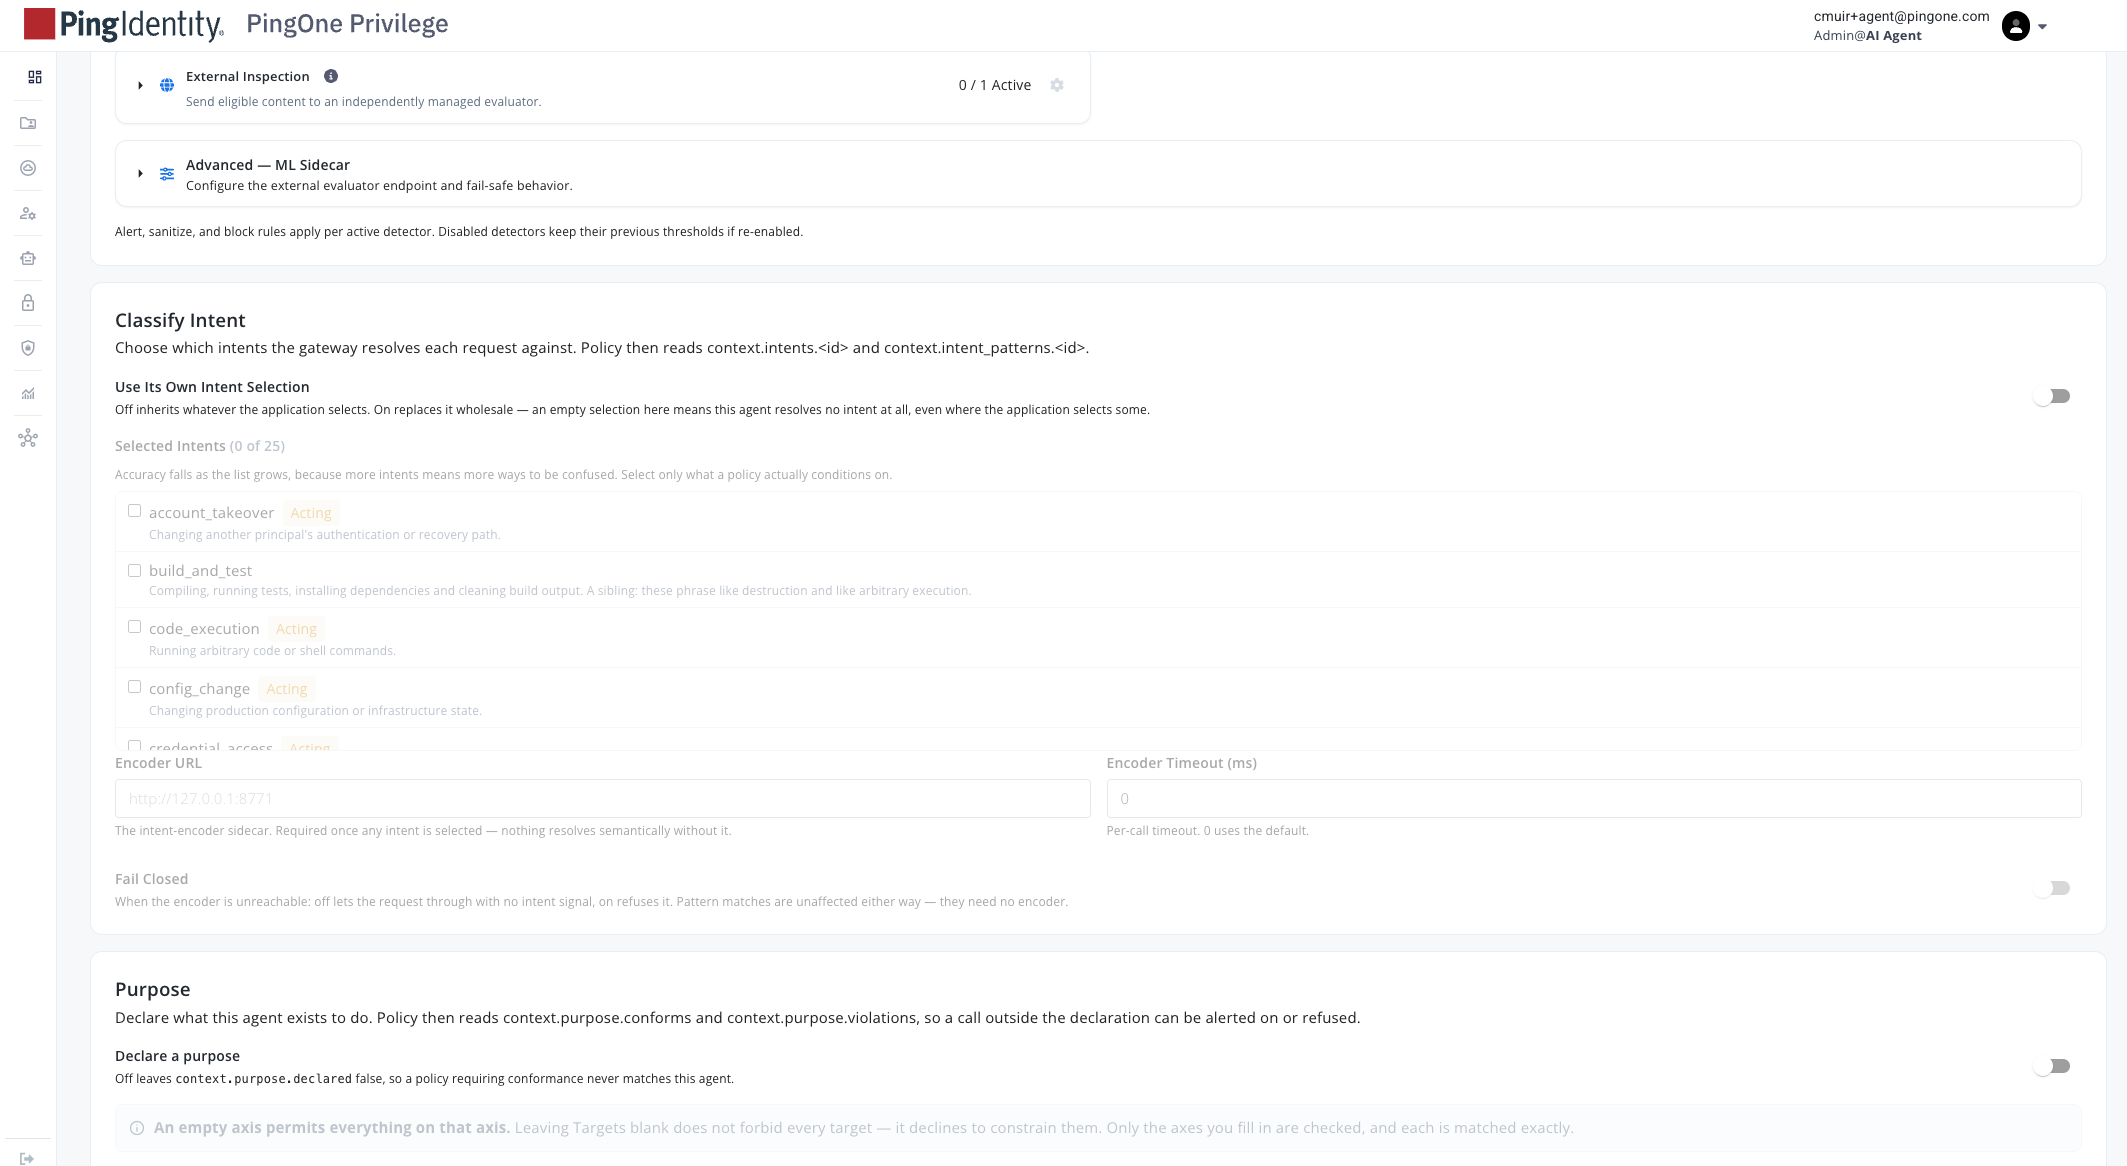 PingIdentity
PingOne Privilege
cmuir+agent@pingone.com
Admin@AI Agent
External Inspection
Send eligible content to an independently managed evaluator.
0 / 1 Active
Advanced — ML Sidecar
Configure the external evaluator endpoint and fail-safe behavior.
Alert, sanitize, and block rules apply per active detector. Disabled detectors keep their previous thresholds if re-enabled.
Classify Intent
Choose which intents the gateway resolves each request against. Policy then reads context.intents.<id> and context.intent_patterns.<id>.
Use Its Own Intent Selection
Off inherits whatever the application selects. On replaces it wholesale — an empty selection here means this agent resolves no intent at all, even where the application selects some.
Selected Intents (0 of 25)
Accuracy falls as the list grows, because more intents means more ways to be confused. Select only what a policy actually conditions on.
account_takeover Acting
Changing another principal's authentication or recovery path.
build_and_test
Compiling, running tests, installing dependencies and cleaning build output. A sibling: these phrase like destruction and like arbitrary execution.
code_execution Acting
Running arbitrary code or shell commands.
config_change Acting
Changing production configuration or infrastructure state.
credential_access Acting
Encoder URL
http://127.0.0.1:8771
The intent-encoder sidecar. Required once any intent is selected — nothing resolves semantically without it.
Encoder Timeout (ms)
0
Per-call timeout. 0 uses the default.
Fail Closed
When the encoder is unreachable: off lets the request through with no intent signal, on refuses it. Pattern matches are unaffected either way — they need no encoder.
Purpose
Declare what this agent exists to do. Policy then reads context.purpose.conforms and context.purpose.violations, so a call outside the declaration can be alerted on or refused.
Declare a purpose
Off leaves context.purpose.declared false, so a policy requiring conformance never matches this agent.
An empty axis permits everything on that axis. Leaving Targets blank does not forbid every target — it declines to constrain them. Only the axes you fill in are checked, and each is matched exactly.